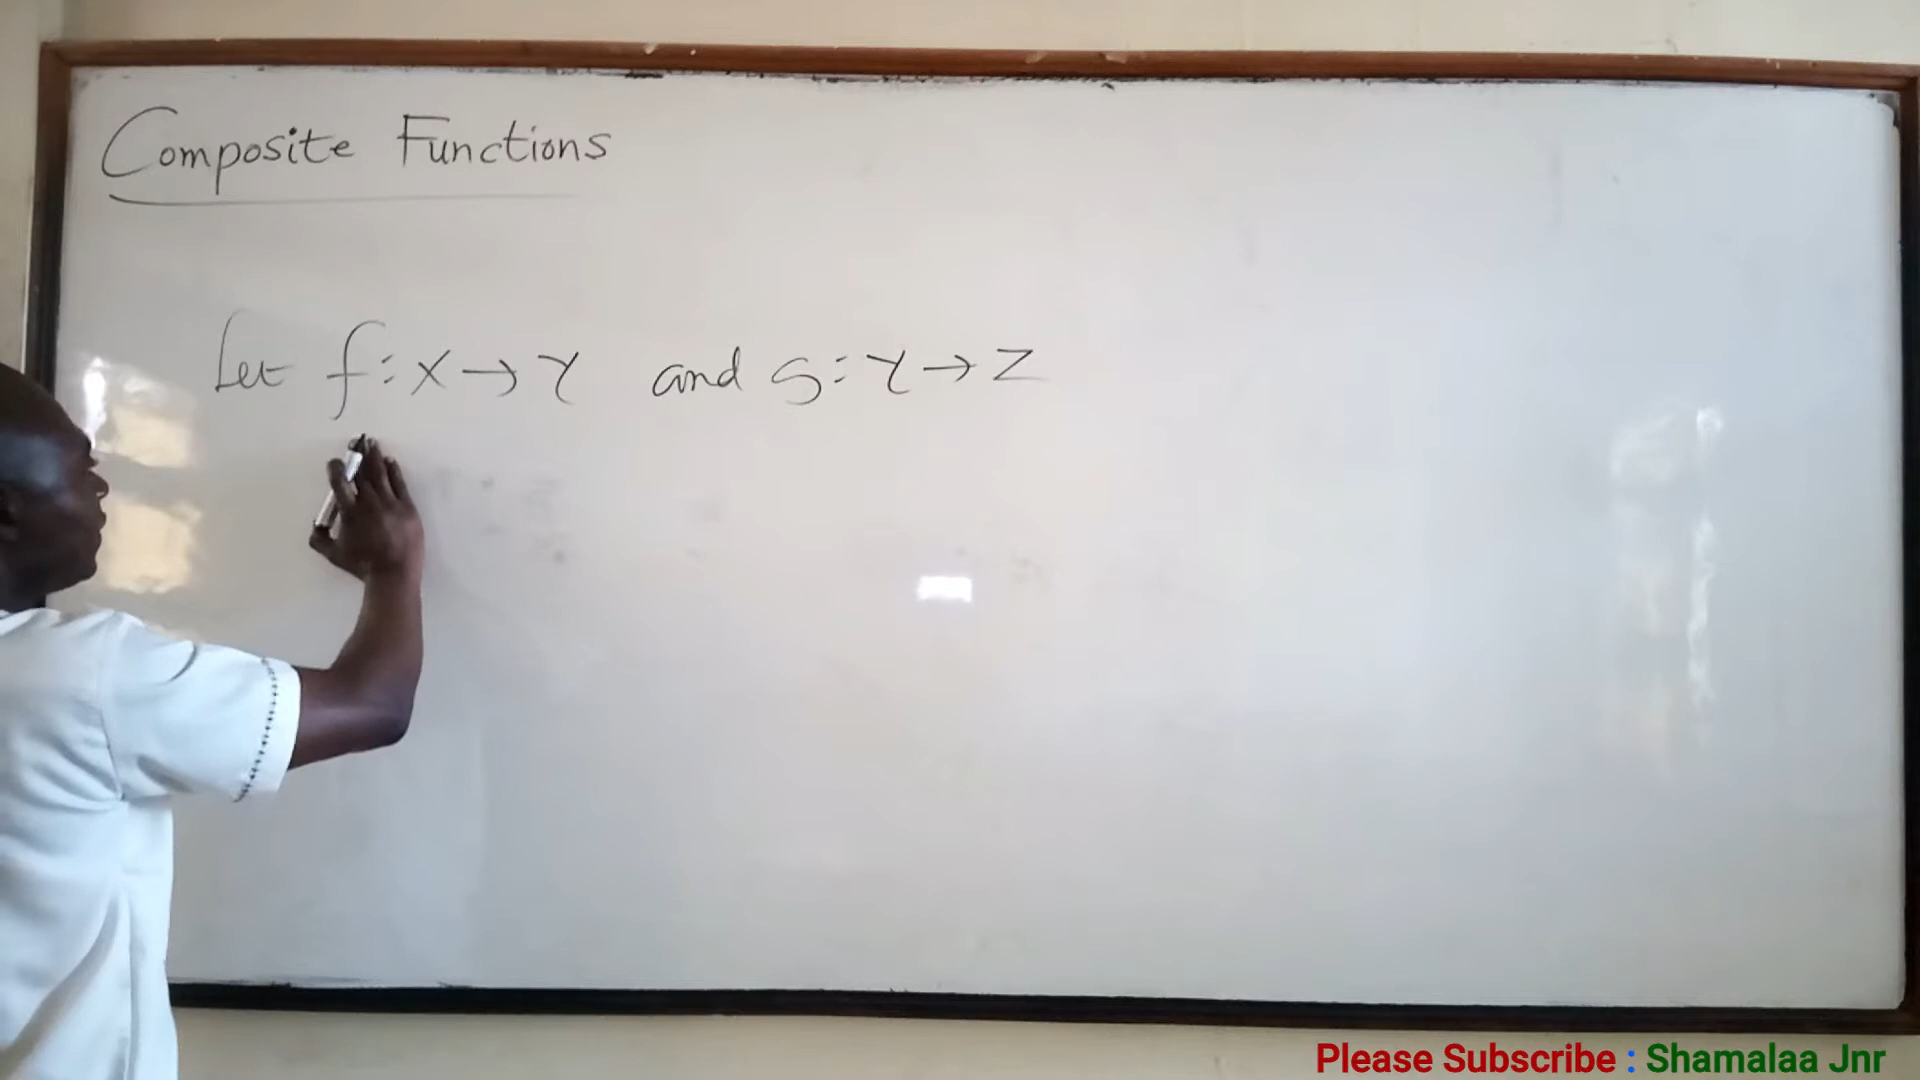 Composite Functions
Let f: X → Y and g: Y → Z
Please Subscribe : Shamalaa Jnr